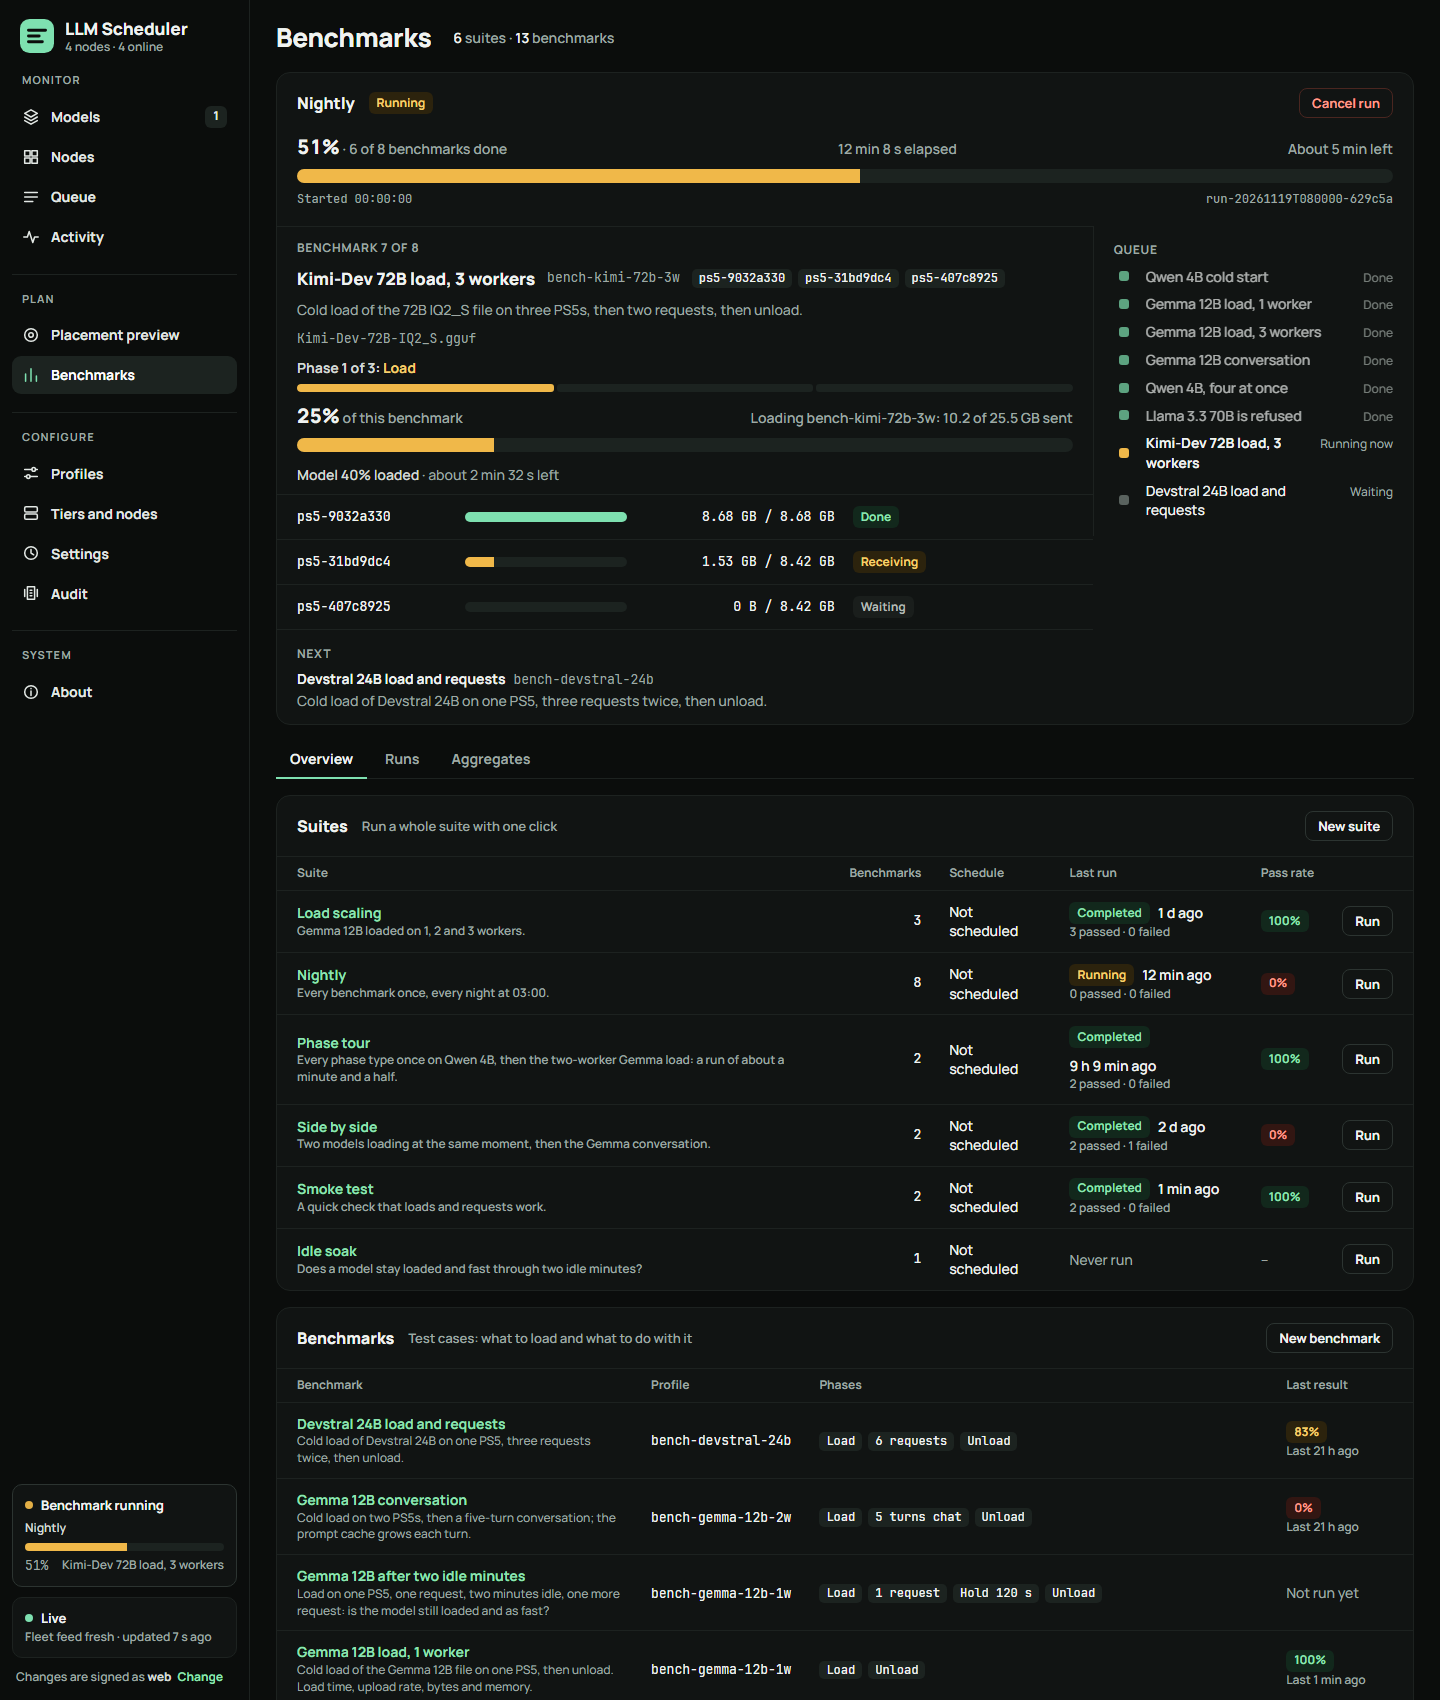 LLM Scheduler
4 nodes · 4 online
MONITOR
Models 1
Nodes
Queue
Activity
PLAN
Placement preview
Benchmarks
CONFIGURE
Profiles
Tiers and nodes
Settings
Audit
SYSTEM
About
Benchmark running
Nightly
51% Kimi-Dev 72B load, 3 workers
Live
Fleet feed fresh · updated 7 s ago
Changes are signed as web Change
Benchmarks 6 suites · 13 benchmarks
Nightly Running Cancel run
51% · 6 of 8 benchmarks done 12 min 8 s elapsed About 5 min left
Started 00:00:00 run-20261119T080000-629c5a
BENCHMARK 7 OF 8
Kimi-Dev 72B load, 3 workers bench-kimi-72b-3w ps5-9032a330 ps5-31bd9dc4 ps5-407c8925
Cold load of the 72B IQ2_S file on three PS5s, then two requests, then unload.
Kimi-Dev-72B-IQ2_S.gguf
Phase 1 of 3: Load
25% of this benchmark Loading bench-kimi-72b-3w: 10.2 of 25.5 GB sent
Model 40% loaded · about 2 min 32 s left
ps5-9032a330 8.68 GB / 8.68 GB Done
ps5-31bd9dc4 1.53 GB / 8.42 GB Receiving
ps5-407c8925 0 B / 8.42 GB Waiting
NEXT
Devstral 24B load and requests bench-devstral-24b
Cold load of Devstral 24B on one PS5, three requests twice, then unload.
QUEUE
Qwen 4B cold start Done
Gemma 12B load, 1 worker Done
Gemma 12B load, 3 workers Done
Gemma 12B conversation Done
Qwen 4B, four at once Done
Llama 3.3 70B is refused Done
Kimi-Dev 72B load, 3 Running now
workers
Devstral 24B load and Waiting
requests
Overview Runs Aggregates
Suites Run a whole suite with one click New suite
Suite Benchmarks Schedule Last run Pass rate
Load scaling
Gemma 12B loaded on 1, 2 and 3 workers.
3
Not
scheduled
Completed 1 d ago
3 passed · 0 failed
100% Run
Nightly
Every benchmark once, every night at 03:00.
8
Not
scheduled
Running 12 min ago
0 passed · 0 failed
0% Run
Phase tour
Every phase type once on Qwen 4B, then the two-worker Gemma load: a run of about a
minute and a half.
2
Not
scheduled
Completed
9 h 9 min ago
2 passed · 0 failed
100% Run
Side by side
Two models loading at the same moment, then the Gemma conversation.
2
Not
scheduled
Completed 2 d ago
2 passed · 1 failed
0% Run
Smoke test
A quick check that loads and requests work.
2
Not
scheduled
Completed 1 min ago
2 passed · 0 failed
100% Run
Idle soak
Does a model stay loaded and fast through two idle minutes?
1
Not
scheduled
Never run
– Run
Benchmarks Test cases: what to load and what to do with it New benchmark
Benchmark Profile Phases Last result
Devstral 24B load and requests
Cold load of Devstral 24B on one PS5, three requests
twice, then unload.
bench-devstral-24b Load 6 requests Unload
83%
Last 21 h ago
Gemma 12B conversation
Cold load on two PS5s, then a five-turn conversation; the
prompt cache grows each turn.
bench-gemma-12b-2w Load 5 turns chat Unload
0%
Last 21 h ago
Gemma 12B after two idle minutes
Load on one PS5, one request, two minutes idle, one more
request: is the model still loaded and as fast?
bench-gemma-12b-1w Load 1 request Hold 120 s Unload
Not run yet
Gemma 12B load, 1 worker
Cold load of the Gemma 12B file on one PS5, then unload.
Load time, upload rate, bytes and memory.
bench-gemma-12b-1w Load Unload
100%
Last 1 min ago